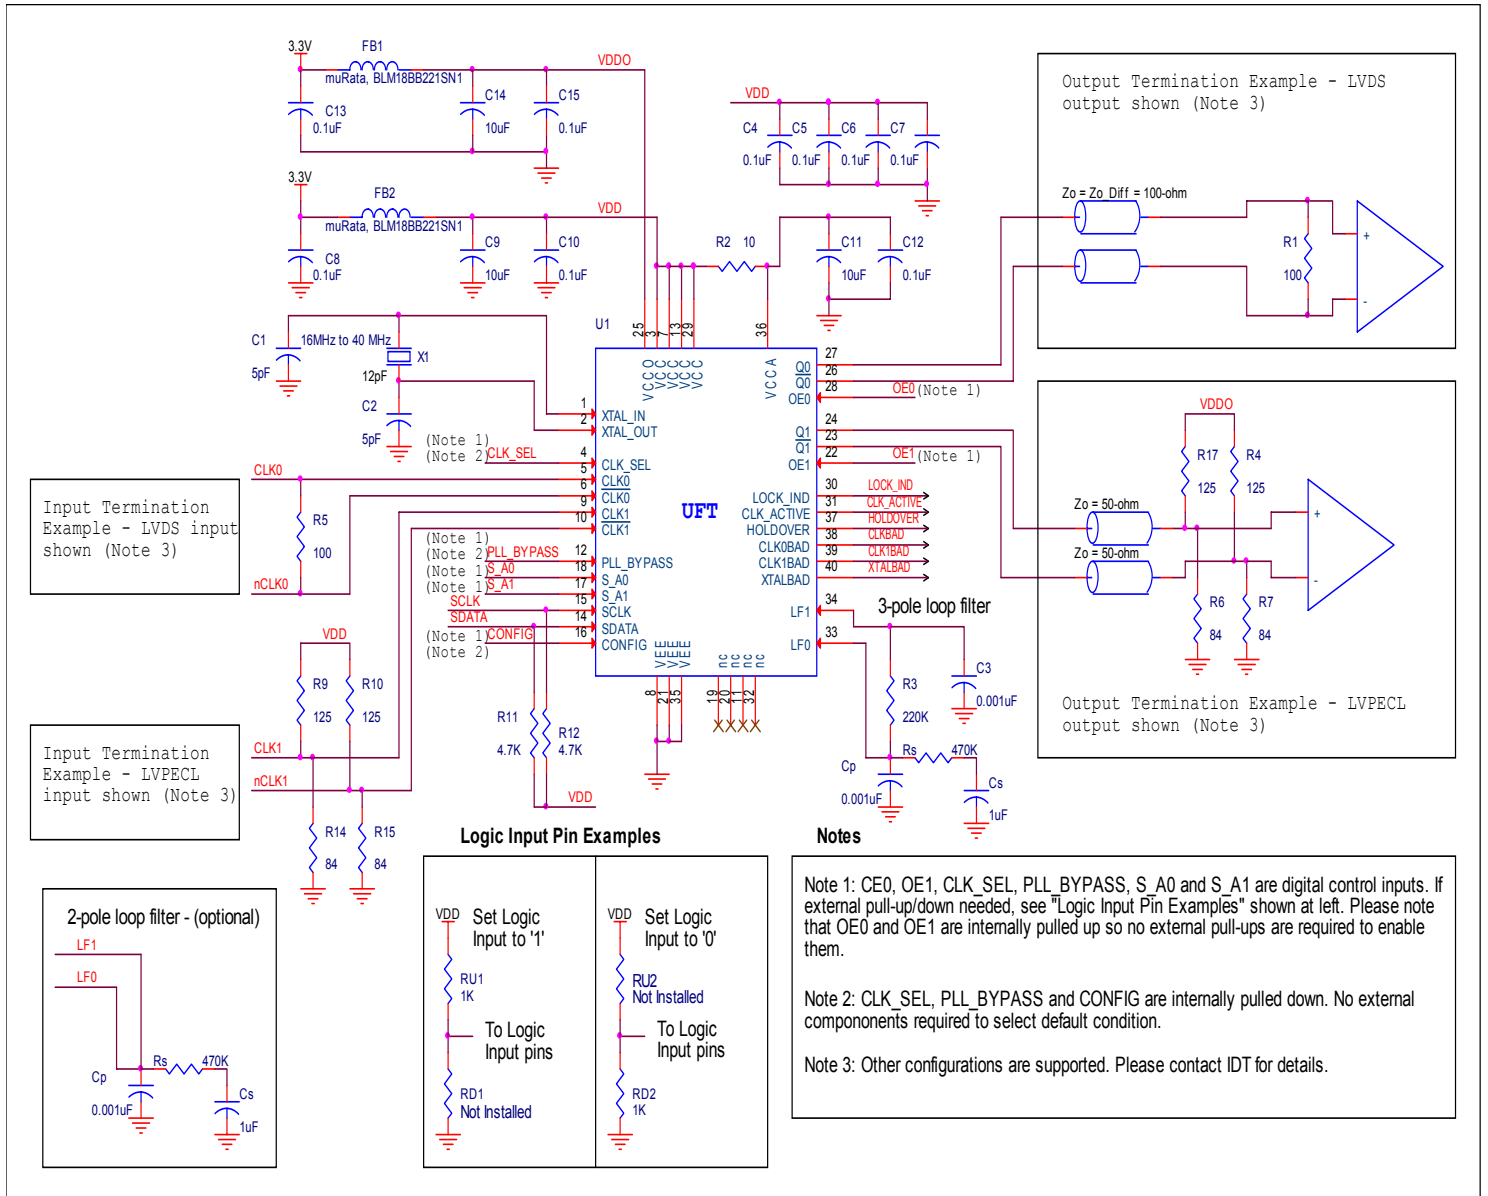 3.3V
FB1
muRata, BLM18BB221SN1
VDDO
C13
0.1uF
C14
10uF
C15
0.1uF
3.3V
FB2
muRata, BLM18BB221SN1
VDD
C8
0.1uF
C9
10uF
C10
0.1uF
VDD
C4
0.1uF
C5
0.1uF
C6
0.1uF
C7
0.1uF
R2 10
C11
10uF
C12
0.1uF
C1
5pF
16MHz to 40 MHz
X1
12pF
C2
5pF
U1
25
3
7
13
29
36
VCCO
VCC
VCC
VCC
VCC
VCCA
UFT
1
XTAL_IN
2
XTAL_OUT
(Note 1)
(Note 2)
CLK_SEL
4
CLK_SEL
5
CLK0
6
CLK0
9
CLK1
10
CLK1
(Note 1)
(Note 2)
PLL_BYPASS
12
PLL_BYPASS
(Note 1)
S_A0
18
S_A0
(Note 1)
S_A1
17
S_A1
SCLK
15
SCLK
SDATA
14
SDATA
(Note 1)
(Note 2)
CONFIG
16
CONFIG
VEE
VEE
VEE
8
21
35
nc
nc
nc
nc
19
20
11
32
27
Q0
26
Q0
28
OE0
OE0
(Note 1)
24
Q1
23
Q1
22
OE1
OE1
(Note 1)
30
LOCK_IND
LOCK_IND
31
CLK_ACTIVE
CLK_ACTIVE
37
HOLDOVER
HOLDOVER
38
CLK0BAD
CLKBAD
39
CLK1BAD
CLK1BAD
40
XTALBAD
XTALBAD
34
LF1
33
LF0
3-pole loop filter
R3
220K
C3
0.001uF
Rs
470K
Cp
0.001uF
Cs
1uF
CLK0
R5
100
nCLK0
Input Termination
Example - LVDS input
shown (Note 3)
VDD
R9
125
R10
125
CLK1
nCLK1
R14
84
R15
84
Input Termination
Example - LVPECL
input shown (Note 3)
R11
4.7K
R12
4.7K
VDD
Output Termination Example - LVDS
output shown (Note 3)
Zo = Zo_Diff = 100-ohm
R1
100
+
-
VDDO
R17
125
R4
125
Zo = 50-ohm
Zo = 50-ohm
R6
84
R7
84
+
-
Output Termination Example - LVPECL
output shown (Note 3)
2-pole loop filter - (optional)
LF1
LF0
Rs
470K
Cp
0.001uF
Cs
1uF
Logic Input Pin Examples
VDD
Set Logic
Input to '1'
RU1
1K
To Logic
Input pins
RD1
Not Installed
VDD
Set Logic
Input to '0'
RU2
Not Installed
To Logic
Input pins
RD2
1K
Notes
Note 1: CE0, OE1, CLK_SEL, PLL_BYPASS, S_A0 and S_A1 are digital control inputs. If
external pull-up/down needed, see "Logic Input Pin Examples" shown at left. Please note
that OE0 and OE1 are internally pulled up so no external pull-ups are required to enable
them.
Note 2: CLK_SEL, PLL_BYPASS and CONFIG are internally pulled down. No external
compononents required to select default condition.
Note 3: Other configurations are supported. Please contact IDT for details.